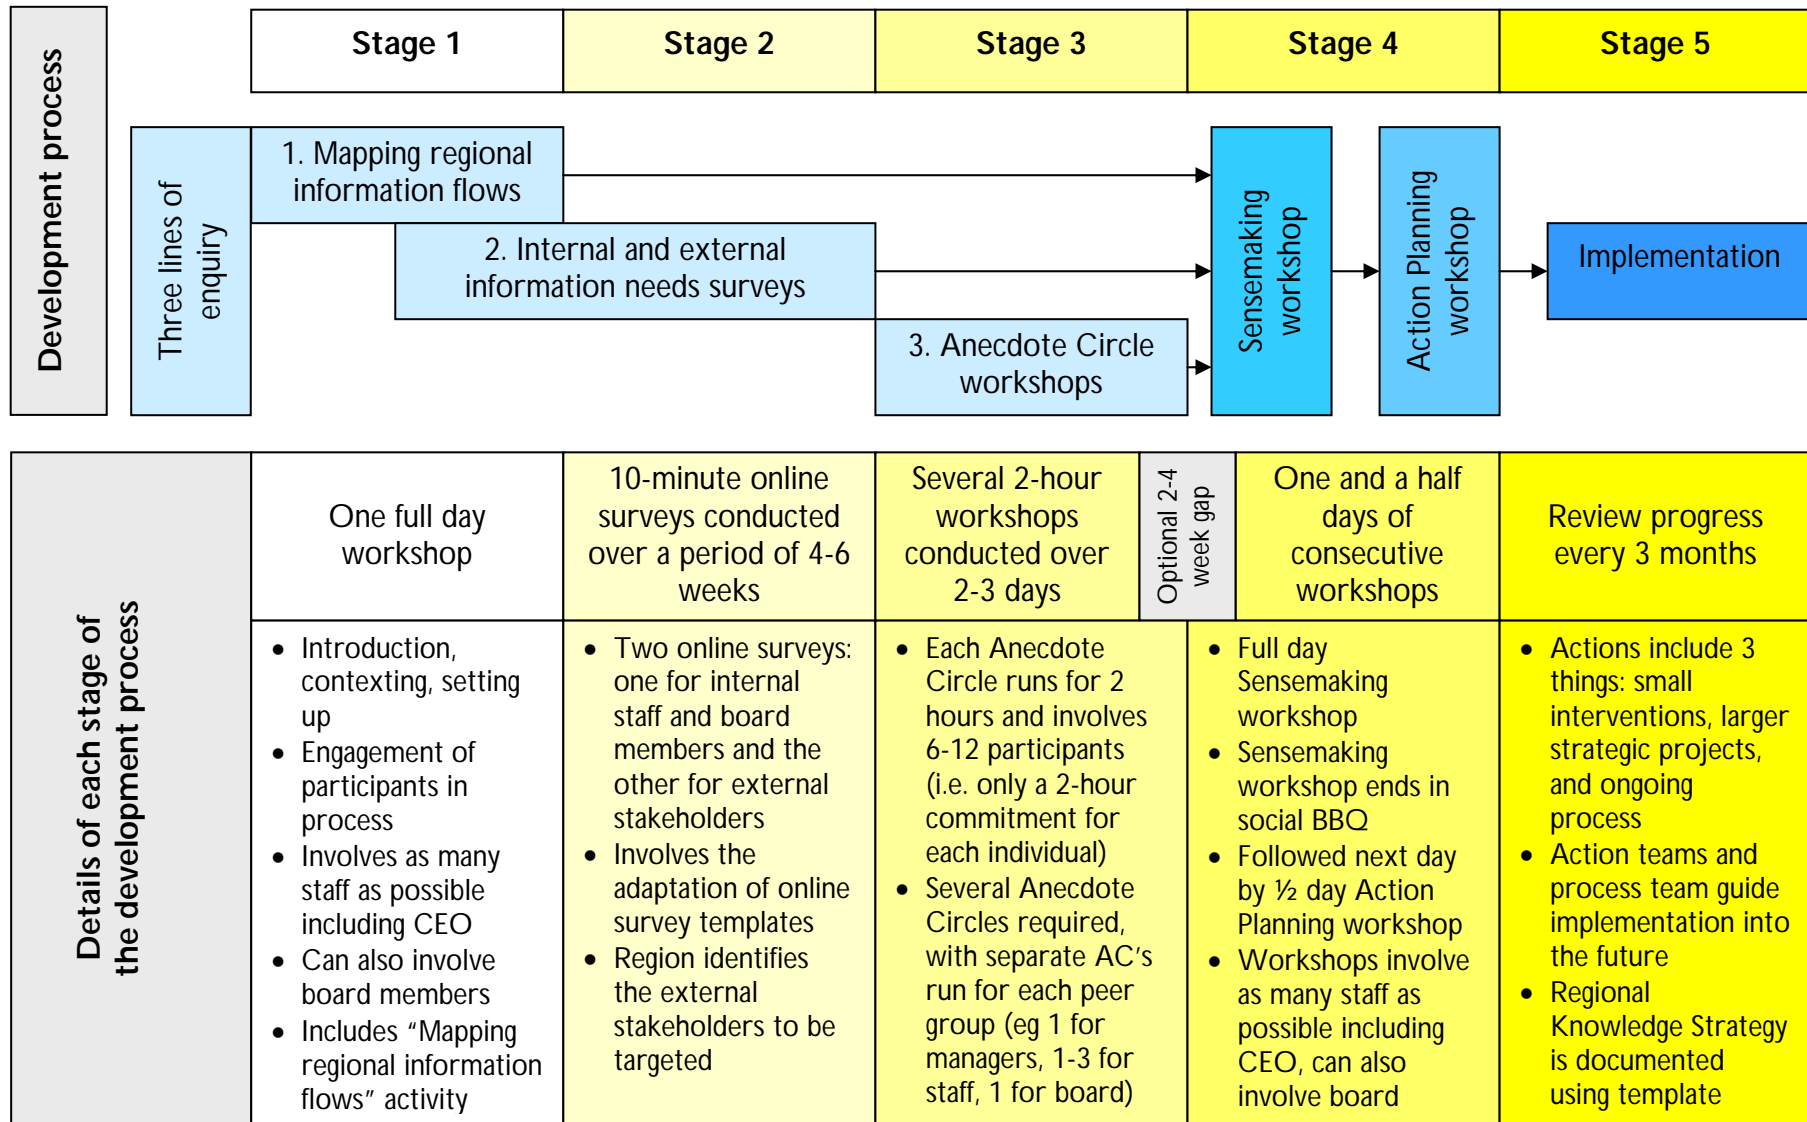 Development process
Stage 1
Stage 2
Stage 3
Stage 4
Stage 5
Three lines of
enquiry
1. Mapping regional
information flows
2. Internal and external
information needs surveys
3. Anecdote Circle
workshops
Sensemaking
workshop
Action Planning
workshop
Implementation
Details of each stage of
the development process
One full day
workshop
10-minute online
surveys conducted
over a period of 4-6
weeks
Several 2-hour
workshops
conducted over
2-3 days
Optional 2-4
week gap
One and a half
days of
consecutive
workshops
Review progress
every 3 months
• Introduction,
contexting, setting
up
• Engagement of
participants in
process
• Involves as many
staff as possible
including CEO
• Can also involve
board members
• Includes “Mapping
regional information
flows” activity
• Two online surveys:
one for internal
staff and board
members and the
other for external
stakeholders
• Involves the
adaptation of online
survey templates
• Region identifies
the external
stakeholders to be
targeted
• Each Anecdote
Circle runs for 2
hours and involves
6-12 participants
(i.e. only a 2-hour
commitment for
each individual)
• Several Anecdote
Circles required,
with separate AC’s
run for each peer
group (eg 1 for
managers, 1-3 for
staff, 1 for board)
• Full day
Sensemaking
workshop
• Sensemaking
workshop ends in
social BBQ
• Followed next day
by ½ day Action
Planning workshop
• Workshops involve
as many staff as
possible including
CEO, can also
involve board
• Actions include 3
things: small
interventions, larger
strategic projects,
and ongoing
process
• Action teams and
process team guide
implementation into
the future
• Regional
Knowledge Strategy
is documented
using template